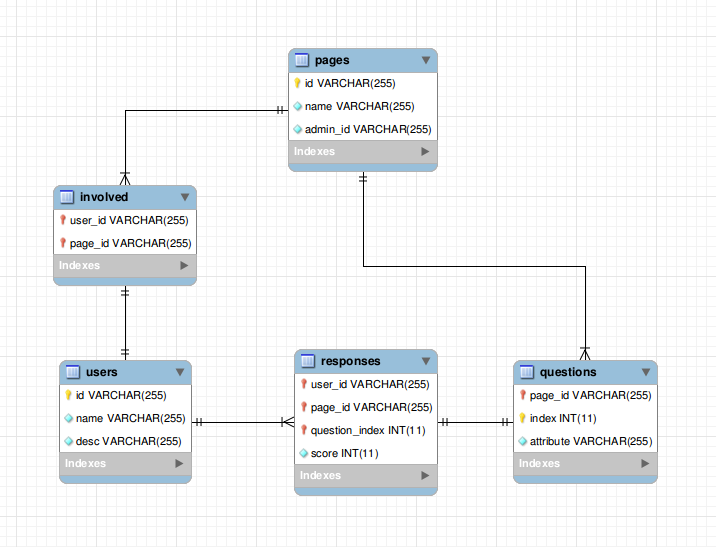 pages
id VARCHAR(255)
name VARCHAR(255)
admin_id VARCHAR(255)
Indexes
involved
user_id VARCHAR(255)
page_id VARCHAR(255)
Indexes
users
id VARCHAR(255)
name VARCHAR(255)
desc VARCHAR(255)
Indexes
responses
user_id VARCHAR(255)
page_id VARCHAR(255)
question_index INT(11)
score INT(11)
Indexes
questions
page_id VARCHAR(255)
index INT(11)
attribute VARCHAR(255)
Indexes